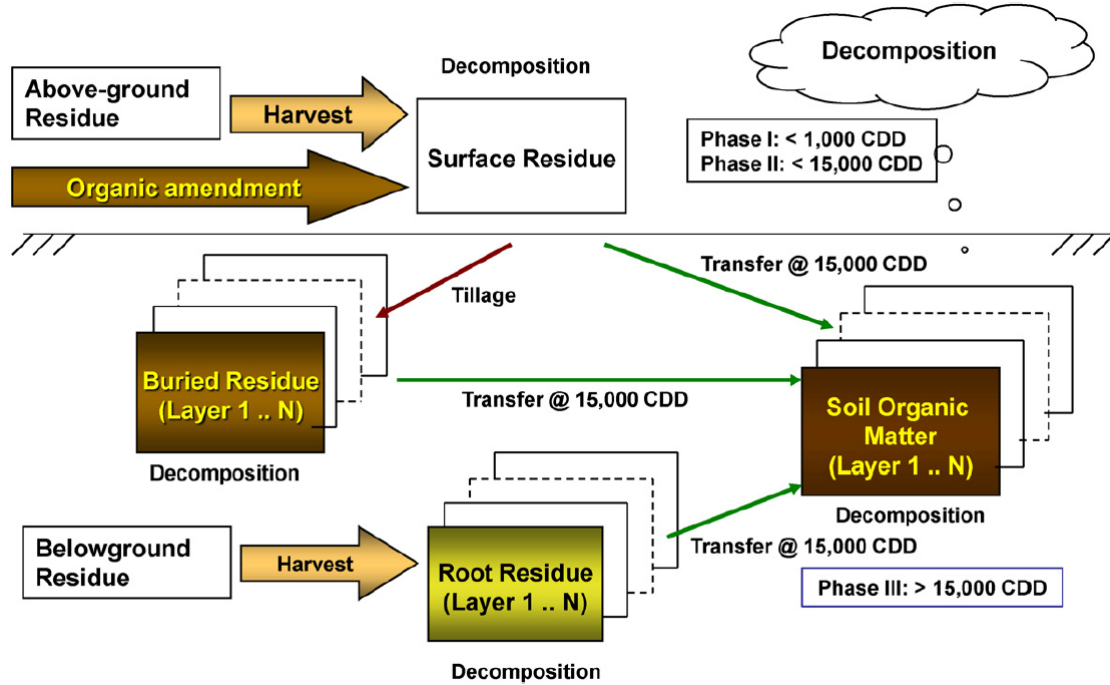 Decomposition
Decomposition
Above-ground
Residue
Harvest
Surface Residue
Phase I: < 1,000 CDD
Phase II: < 15,000 CDD
Organic amendment
Transfer @ 15,000 CDD
Tillage
Buried Residue
(Layer 1 .. N)
Transfer @ 15,000 CDD
Soil Organic
Matter
(Layer 1 .. N)
Decomposition
Decomposition
Belowground
Residue
Harvest
Root Residue
(Layer 1 .. N)
Transfer @ 15,000 CDD
Phase III: > 15,000 CDD
Decomposition